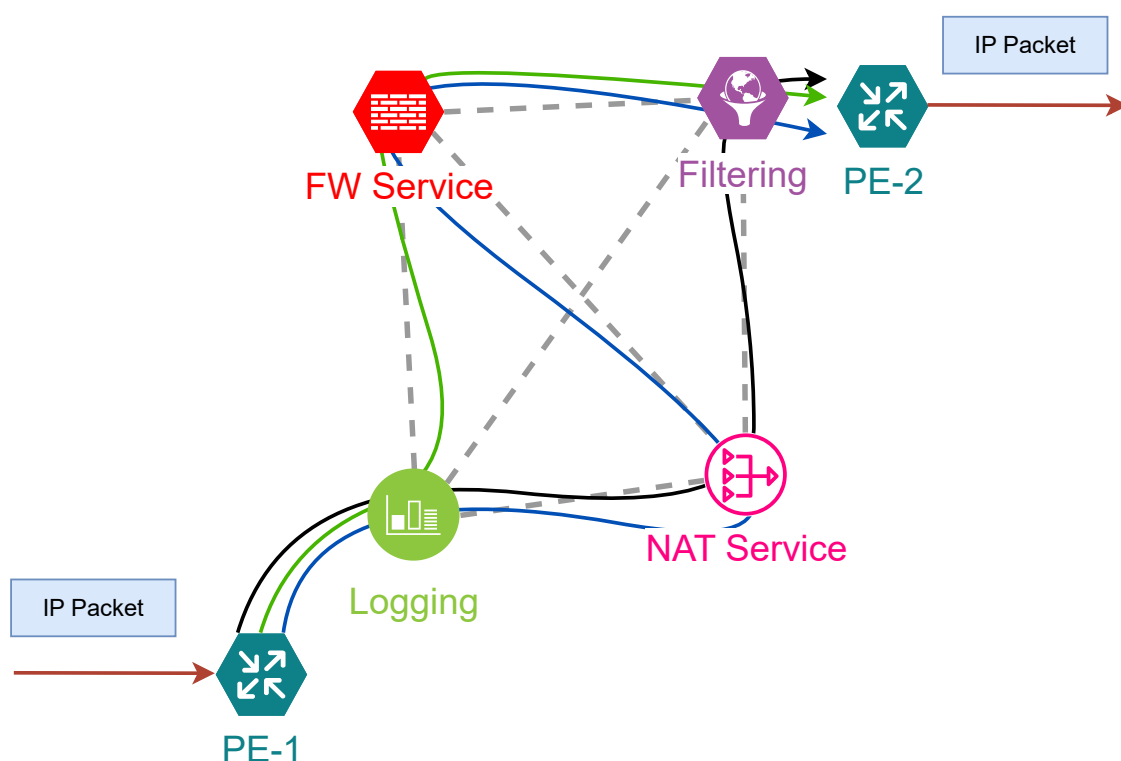 IP Packet
FW Service
Filtering
PE-2
NAT Service
Logging
IP Packet
PE-1